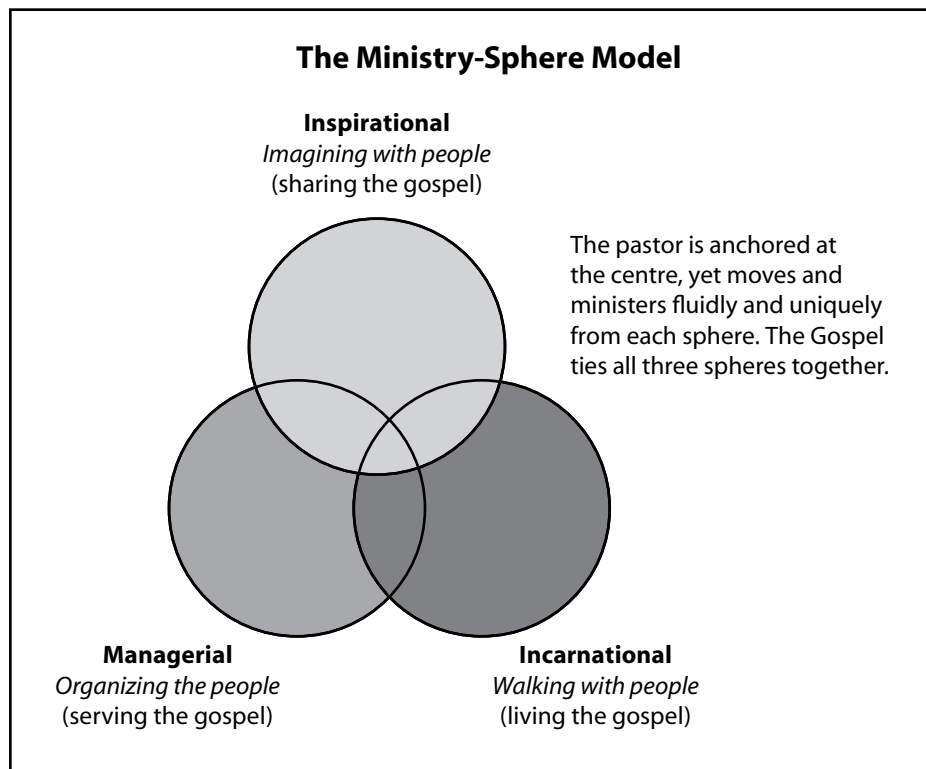 The Ministry-Sphere Model
Inspirational
Imagining with people
(sharing the gospel)
The pastor is anchored at
the centre, yet moves and
ministers fluidly and uniquely
from each sphere. The Gospel
ties all three spheres together.
Managerial
Organizing the people
(serving the gospel)
Incarnational
Walking with people
(living the gospel)